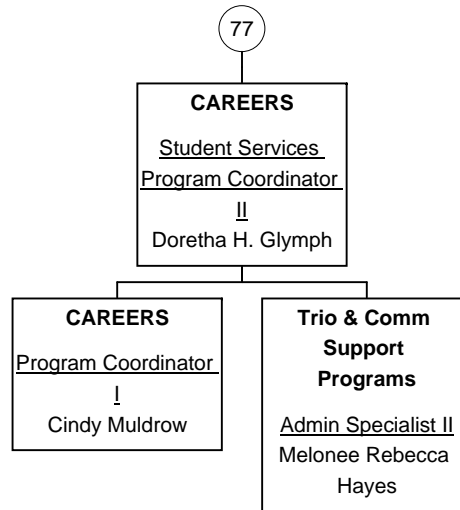 77
CAREERS
Student Services
Program Coordinator
II
Doretha H. Glymph
CAREERS
Program Coordinator
I
Cindy Muldrow
Trio & Comm
Support
Programs
Admin Specialist II
Melonee Rebecca
Hayes